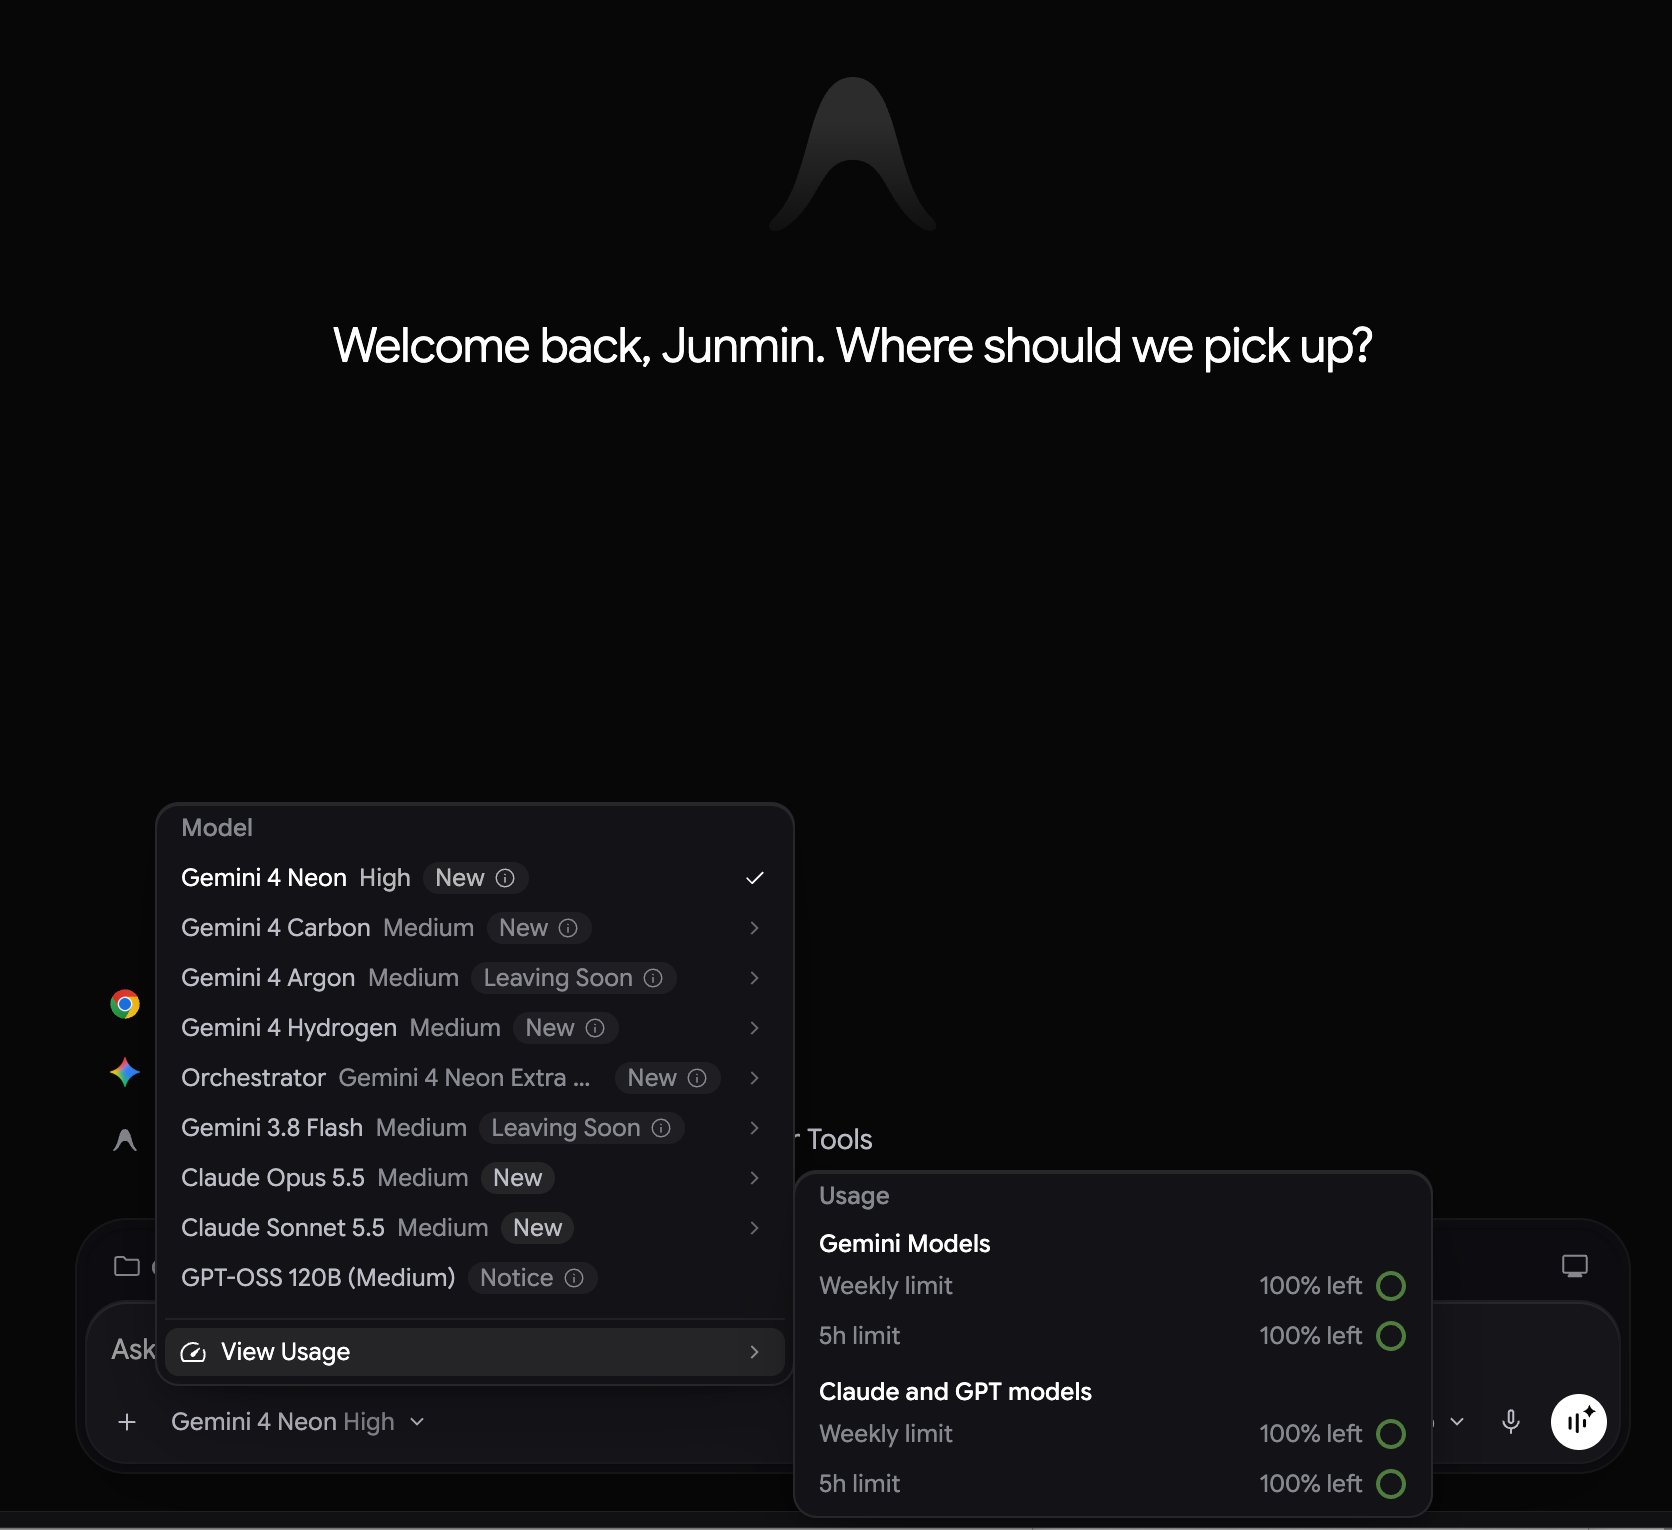 Welcome back, Junmin. Where should we pick up?
Model
Gemini 4 Neon High New
Gemini 4 Carbon Medium New
Gemini 4 Argon Medium Leaving Soon
Gemini 4 Hydrogen Medium New
Orchestrator Gemini 4 Neon Extra ... New
Gemini 3.8 Flash Medium Leaving Soon
Claude Opus 5.5 Medium New
Claude Sonnet 5.5 Medium New
GPT-OSS 120B (Medium) Notice
View Usage
Tools
Usage
Gemini Models
Weekly limit 100% left
5h limit 100% left
Claude and GPT models
Weekly limit 100% left
5h limit 100% left
Ask
Gemini 4 Neon High